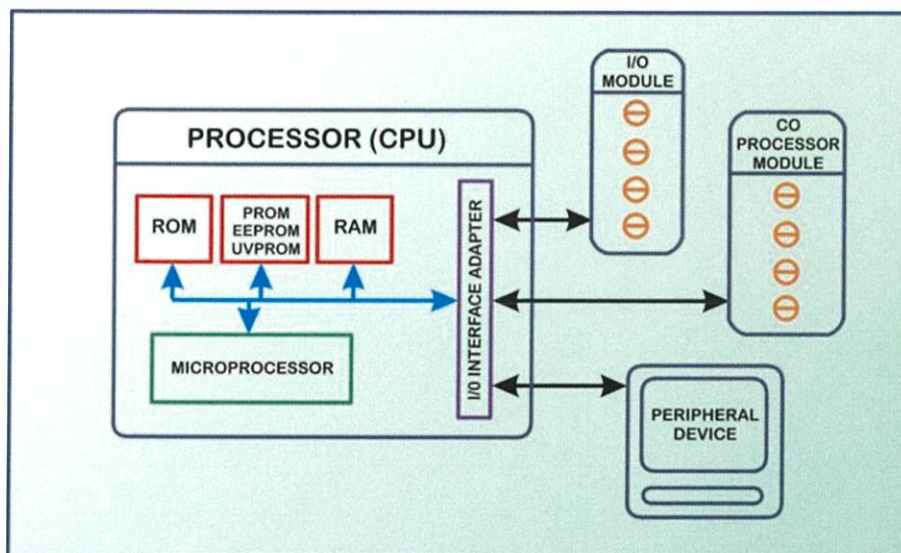 I/O
MODULE
CO
PROCESSOR
MODULE
PROCESSOR (CPU)
ROM
PROM
EEPROM
UVPROM
RAM
I/0 INTERFACE ADAPTER
MICROPROCESSOR
PERIPHERAL
DEVICE